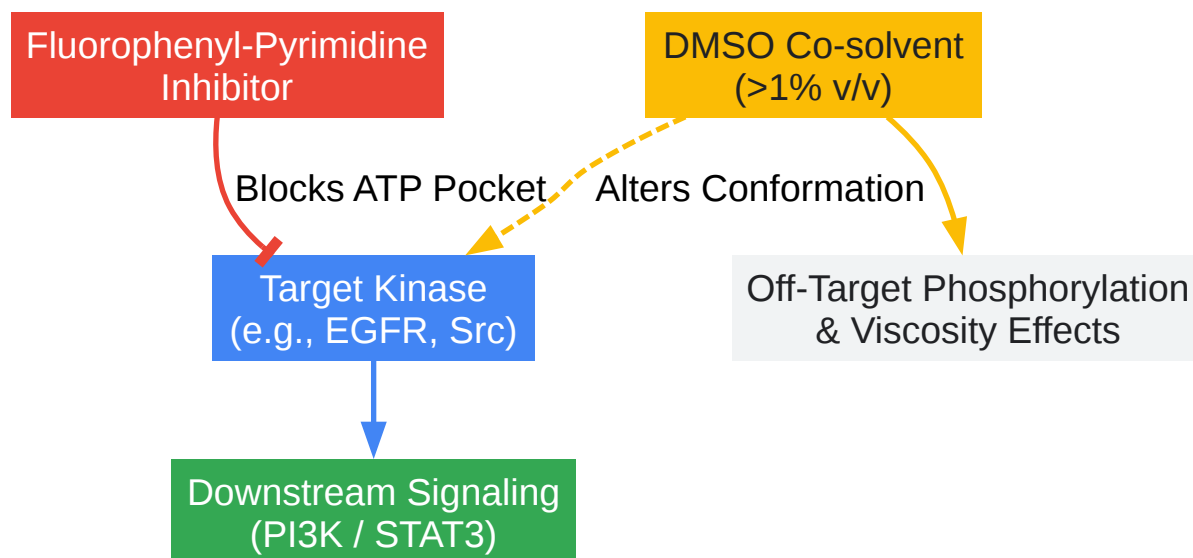 Fluorophenyl-Pyrimidine
Inhibitor
DMSO Co-solvent
(>1% v/v)
Blocks ATP Pocket
Alters Conformation
Target Kinase
(e.g., EGFR, Src)
Off-Target Phosphorylation
& Viscosity Effects
Downstream Signaling
(PI3K / STAT3)